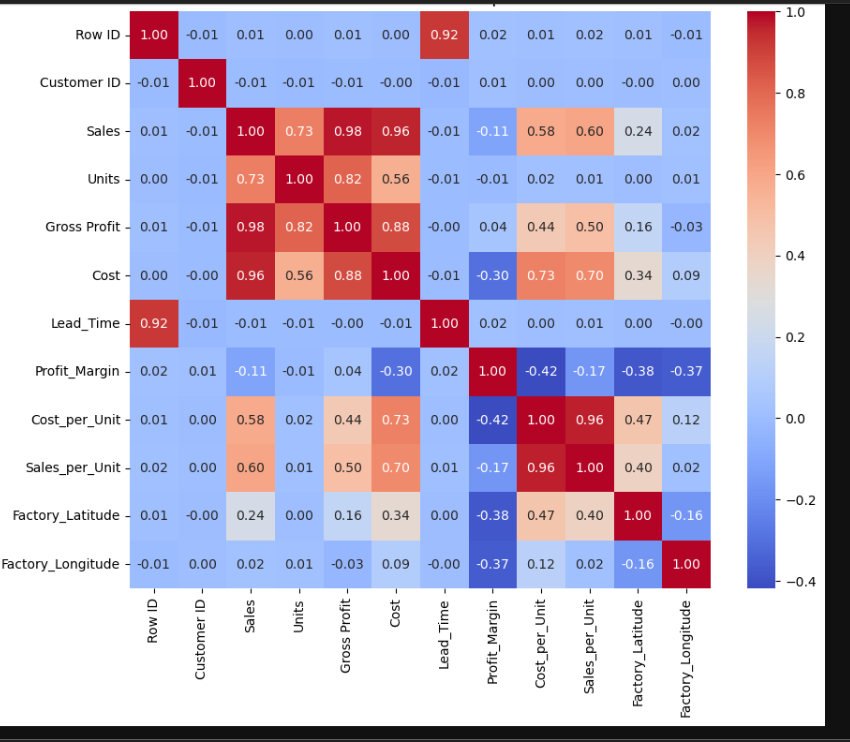 Row ID 1.00 -0.01 0.01 0.00 0.01 0.00 0.92 0.02 0.01 0.02 0.01 -0.01
Customer ID -0.01 1.00 -0.01 -0.01 -0.01 -0.00 -0.01 0.01 0.00 0.00 -0.00 0.00
Sales 0.01 -0.01 1.00 0.73 0.98 0.96 -0.01 -0.11 0.58 0.60 0.24 0.02
Units 0.00 -0.01 0.73 1.00 0.82 0.56 -0.01 -0.01 0.02 0.01 0.00 0.01
Gross Profit 0.01 -0.01 0.98 0.82 1.00 0.88 -0.00 0.04 0.44 0.50 0.16 -0.03
Cost 0.00 -0.00 0.96 0.56 0.88 1.00 -0.01 -0.30 0.73 0.70 0.34 0.09
Lead_Time 0.92 -0.01 -0.01 -0.01 -0.00 -0.01 1.00 0.02 0.00 0.01 0.00 -0.00
Profit_Margin 0.02 0.01 -0.11 -0.01 0.04 -0.30 0.02 1.00 -0.42 -0.17 -0.38 -0.37
Cost_per_Unit 0.01 0.00 0.58 0.02 0.44 0.73 0.00 -0.42 1.00 0.96 0.47 0.12
Sales_per_Unit 0.02 0.00 0.60 0.01 0.50 0.70 0.01 -0.17 0.96 1.00 0.40 0.02
Factory_Latitude 0.01 -0.00 0.24 0.00 0.16 0.34 0.00 -0.38 0.47 0.40 1.00 -0.16
Factory_Longitude -0.01 0.00 0.02 0.01 -0.03 0.09 -0.00 -0.37 0.12 0.02 -0.16 1.00
Row ID
Customer ID
Sales
Units
Gross Profit
Cost
Lead_Time
Profit_Margin
Cost_per_Unit
Sales_per_Unit
Factory_Latitude
Factory_Longitude
1.0
0.8
0.6
0.4
0.2
0.0
−0.2
−0.4